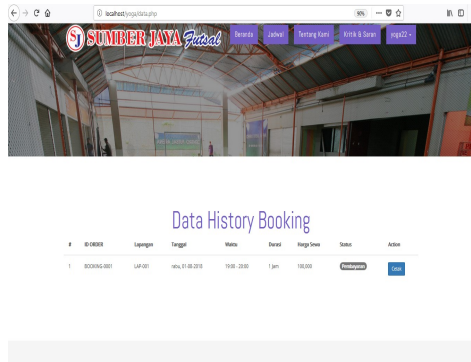 localhost/yoga/data.php
90%
SJ SUMBER JAYA Futsal
Beranda Jadwal Tentang Kami Kritik & Saran yoga22
Data History Booking
# ID ORDER Lapangan Tanggal Waktu Durasi Harga Sewa Status Action
1 BOOKING-0001 LAP-001 rabu, 01-08-2018 19:00 - 20:00 1 Jam 100,000 Pembayaran Cetak